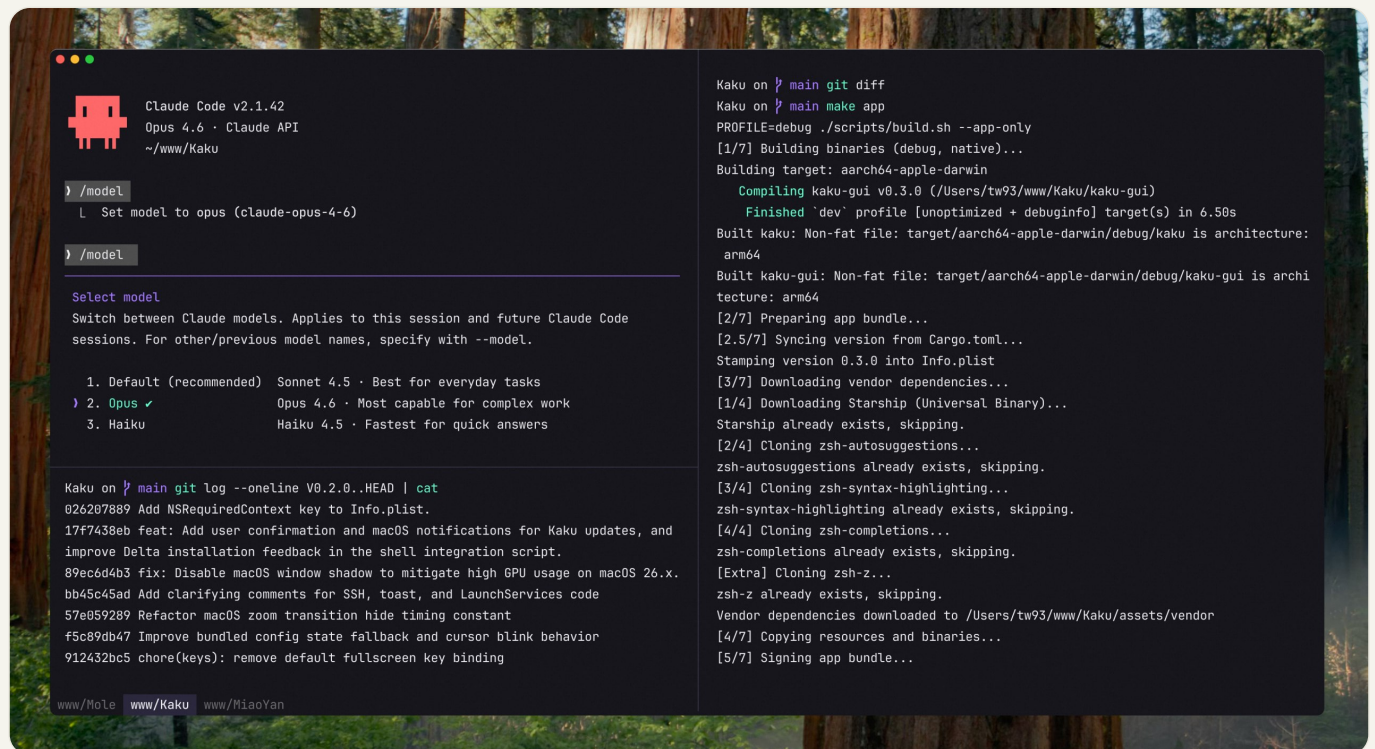 Claude Code v2.1.42
Opus 4.6 · Claude API
~/www/Kaku
❯ /model
└ Set model to opus (claude-opus-4-6)
❯ /model
Select model
Switch between Claude models. Applies to this session and future Claude Code
sessions. For other/previous model names, specify with --model.
1. Default (recommended) Sonnet 4.5 · Best for everyday tasks
❯ 2. Opus ✔ Opus 4.6 · Most capable for complex work
3. Haiku Haiku 4.5 · Fastest for quick answers
Kaku on main git log --oneline V0.2.0..HEAD | cat
026207889 Add NSRequiredContext key to Info.plist.
17f7438eb feat: Add user confirmation and macOS notifications for Kaku updates, and
improve Delta installation feedback in the shell integration script.
89ec6d4b3 fix: Disable macOS window shadow to mitigate high GPU usage on macOS 26.x.
bb45c45ad Add clarifying comments for SSH, toast, and LaunchServices code
57e059289 Refactor macOS zoom transition hide timing constant
f5c89db47 Improve bundled config state fallback and cursor blink behavior
912432bc5 chore(keys): remove default fullscreen key binding
www/Mole www/Kaku www/MiaoYan
Kaku on main git diff
Kaku on main make app
PROFILE=debug ./scripts/build.sh --app-only
[1/7] Building binaries (debug, native)...
Building target: aarch64-apple-darwin
Compiling kaku-gui v0.3.0 (/Users/tw93/www/Kaku/kaku-gui)
Finished `dev` profile [unoptimized + debuginfo] target(s) in 6.50s
Built kaku: Non-fat file: target/aarch64-apple-darwin/debug/kaku is architecture:
arm64
Built kaku-gui: Non-fat file: target/aarch64-apple-darwin/debug/kaku-gui is archi
tecture: arm64
[2/7] Preparing app bundle...
[2.5/7] Syncing version from Cargo.toml...
Stamping version 0.3.0 into Info.plist
[3/7] Downloading vendor dependencies...
[1/4] Downloading Starship (Universal Binary)...
Starship already exists, skipping.
[2/4] Cloning zsh-autosuggestions...
zsh-autosuggestions already exists, skipping.
[3/4] Cloning zsh-syntax-highlighting...
zsh-syntax-highlighting already exists, skipping.
[4/4] Cloning zsh-completions...
zsh-completions already exists, skipping.
[Extra] Cloning zsh-z...
zsh-z already exists, skipping.
Vendor dependencies downloaded to /Users/tw93/www/Kaku/assets/vendor
[4/7] Copying resources and binaries...
[5/7] Signing app bundle...